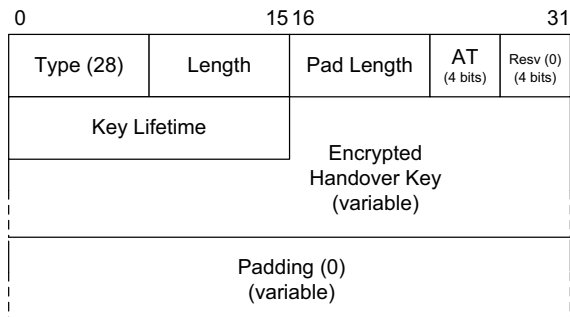 0 15 16 31
Type (28) Length Pad Length AT (4 bits) Resv (0) (4 bits)
Key Lifetime
Encrypted
Handover Key
(variable)
Padding (0)
(variable)